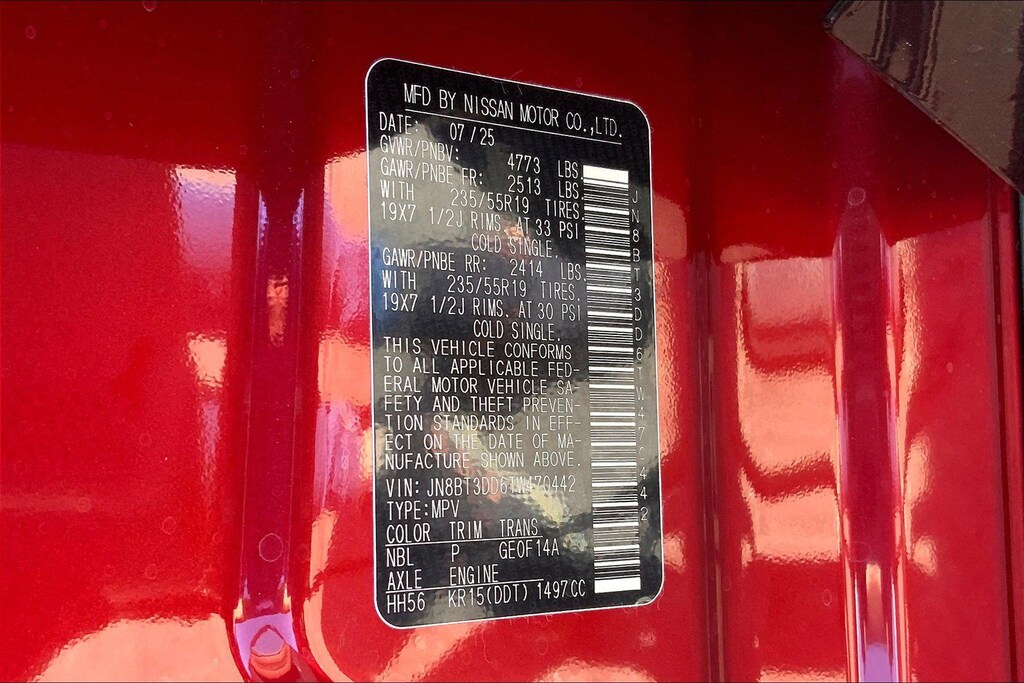 MFD BY NISSAN MOTOR CO.,LTD.
DATE: 07/25
GVWR/PNBV: 4773 LBS.
GAWR/PNBE FR: 2513 LBS.
WITH 235/55R19 TIRES.
19X7 1/2J RIMS. AT 33 PSI
COLD SINGLE.
GAWR/PNBE RR: 2414 LBS.
WITH 235/55R19 TIRES.
19X7 1/2J RIMS. AT 30 PSI
COLD SINGLE.
THIS VEHICLE CONFORMS
TO ALL APPLICABLE FED-
ERAL MOTOR VEHICLE SA-
FETY AND THEFT PREVEN-
TION STANDARDS IN EFF-
ECT ON THE DATE OF MA-
NUFACTURE SHOWN ABOVE.
VIN: JN8BT3DD6TW470442
TYPE:MPV
COLOR TRIM TRANS
NBL P GE0F14A
AXLE ENGINE
HH56 KR15(DDT) 1497CC
JN8BT3DD6TW470442